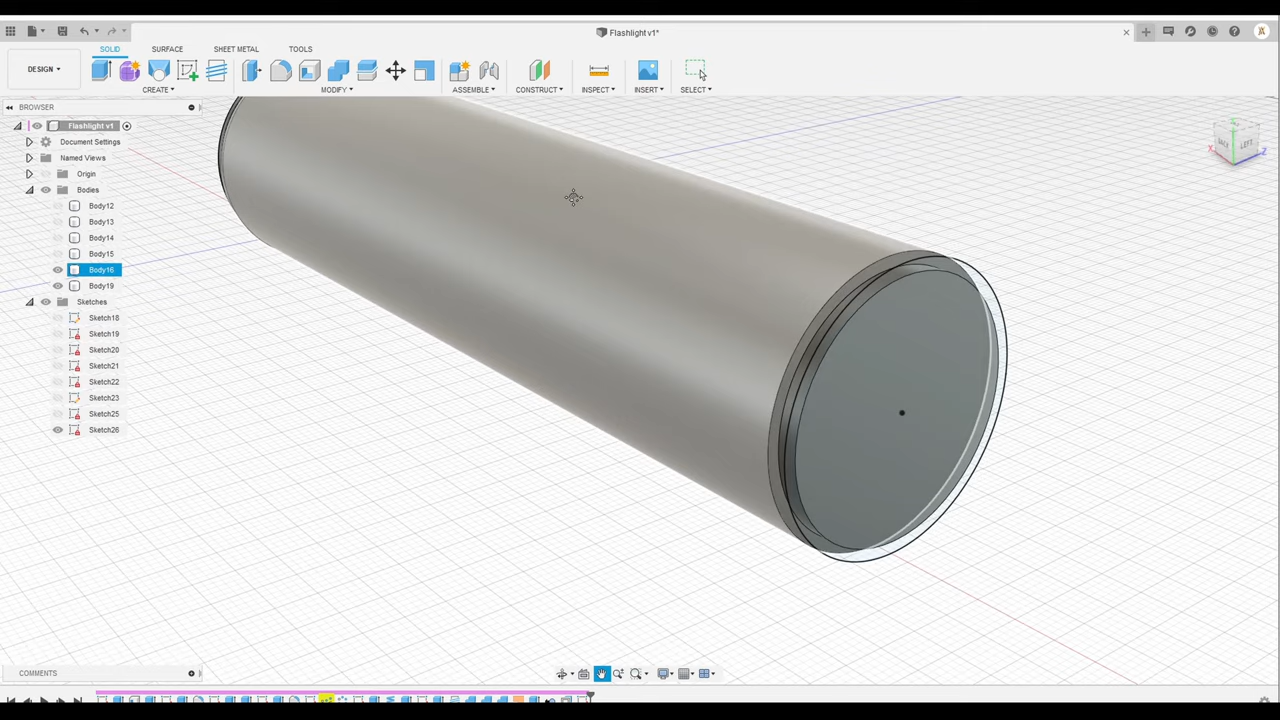 Flashlight v1*
SOLID SURFACE SHEET METAL TOOLS
DESIGN
CREATE MODIFY ASSEMBLE CONSTRUCT INSPECT INSERT SELECT
BROWSER
Flashlight v1
Document Settings
Named Views
Origin
Bodies
Body12
Body13
Body14
Body15
Body16
Body19
Sketches
Sketch18
Sketch19
Sketch20
Sketch21
Sketch22
Sketch23
Sketch25
Sketch26
BACK LEFT
X
Z
COMMENTS